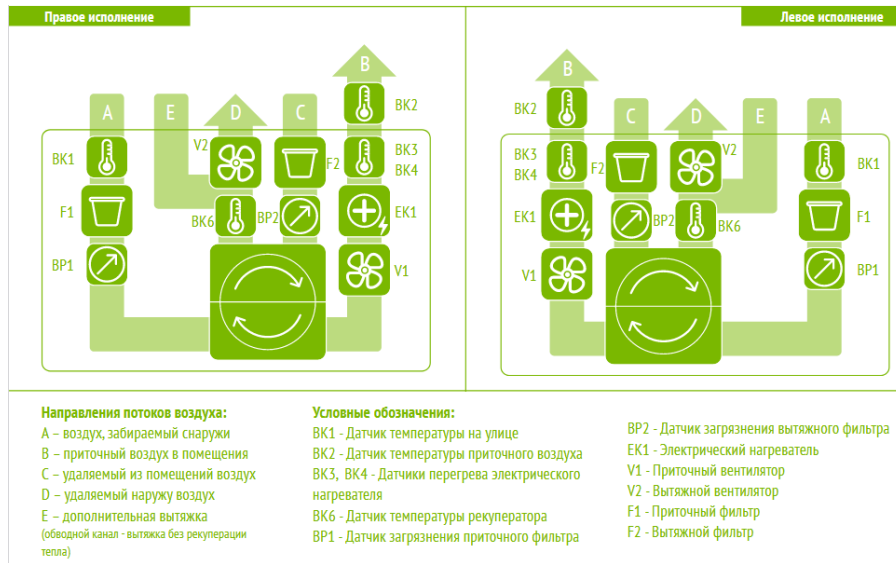 Правое исполнение
Левое исполнение
A
E
D
C
B
BK2
V2
BK1
F2
BK3
BK4
F1
BK6
BP2
EK1
BP1
V1
B
BK2
C
D
E
A
BK3
BK4
F2
V2
BK1
EK1
BP2
BK6
F1
V1
BP1
Направления потоков воздуха:
A – воздух, забираемый снаружи
B – приточный воздух в помещения
C – удаляемый из помещений воздух
D – удаляемый наружу воздух
E – дополнительная вытяжка
(обводной канал - вытяжка без рекуперации
тепла)
Условные обозначения:
BK1 - Датчик температуры на улице
BK2 - Датчик температуры приточного воздуха
BK3, BK4 - Датчики перегрева электрического
нагревателя
BK6 - Датчик температуры рекуператора
BP1 - Датчик загрязнения приточного фильтра
BP2 - Датчик загрязнения вытяжного фильтра
EK1 - Электрический нагреватель
V1 - Приточный вентилятор
V2 - Вытяжной вентилятор
F1 - Приточный фильтр
F2 - Вытяжной фильтр